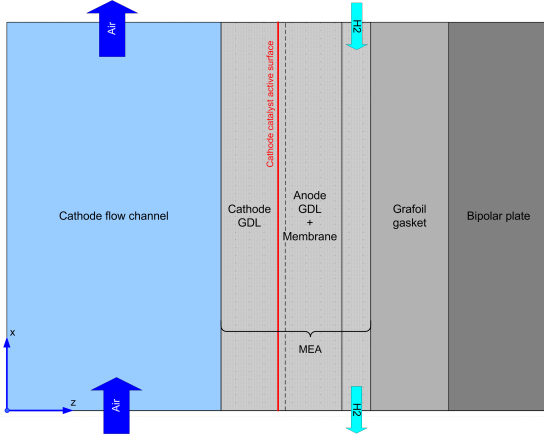 Air
H2
Cathode catalyst active surface
Cathode flow channel
Cathode
GDL
Anode
GDL
+
Membrane
Grafoil
gasket
Bipolar plate
MEA
x
z
Air
H2